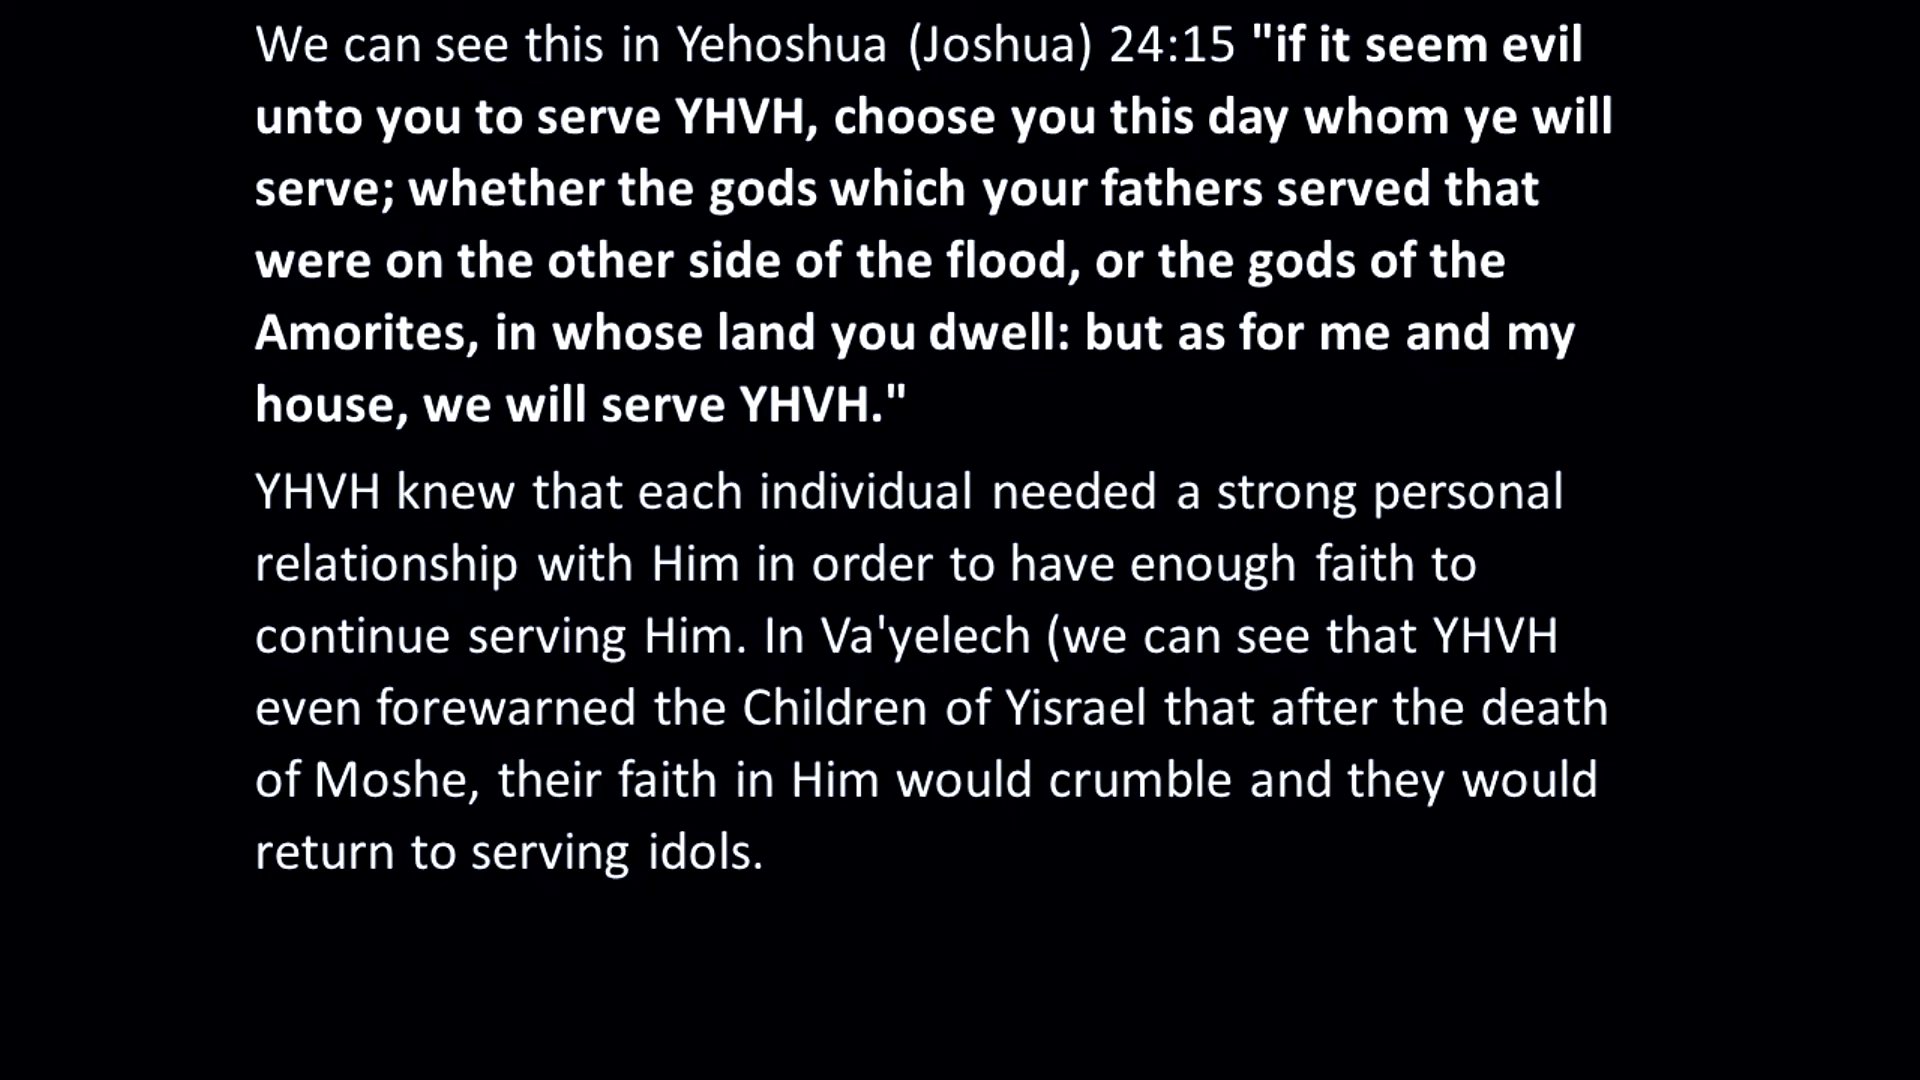 We can see this in Yehoshua (Joshua) 24:15 "if it seem evil
unto you to serve YHVH, choose you this day whom ye will
serve; whether the gods which your fathers served that
were on the other side of the flood, or the gods of the
Amorites, in whose land you dwell: but as for me and my
house, we will serve YHVH."
YHVH knew that each individual needed a strong personal
relationship with Him in order to have enough faith to
continue serving Him. In Va'yelech (we can see that YHVH
even forewarned the Children of Yisrael that after the death
of Moshe, their faith in Him would crumble and they would
return to serving idols.